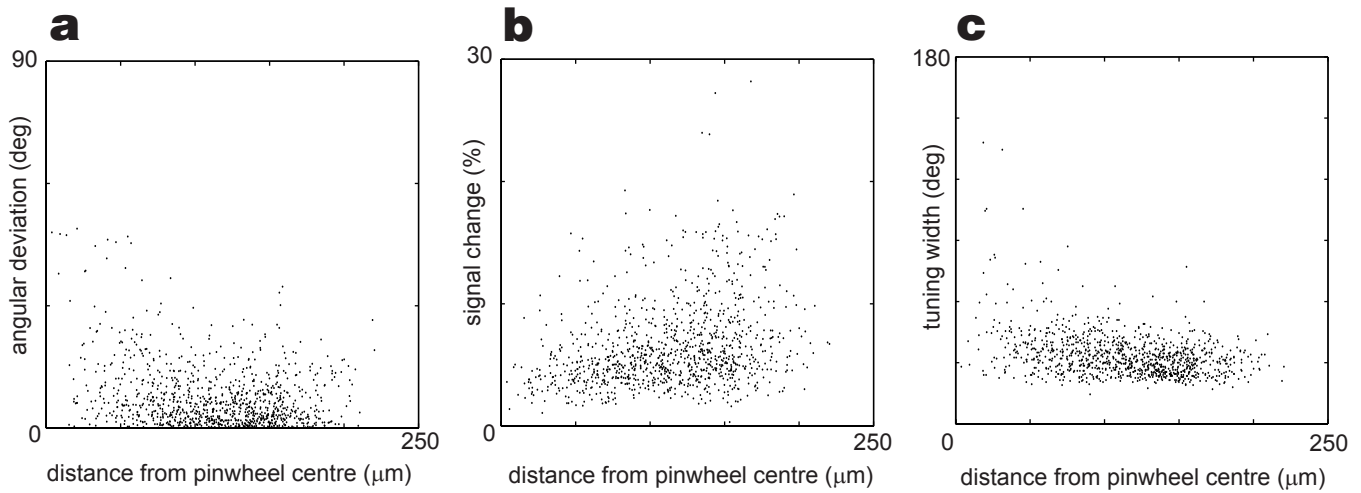 a
90
angular deviation (deg)
0
250
distance from pinwheel centre (μm)
b
30
signal change (%)
0
250
distance from pinwheel centre (μm)
c
180
tuning width (deg)
0
250
distance from pinwheel centre (μm)